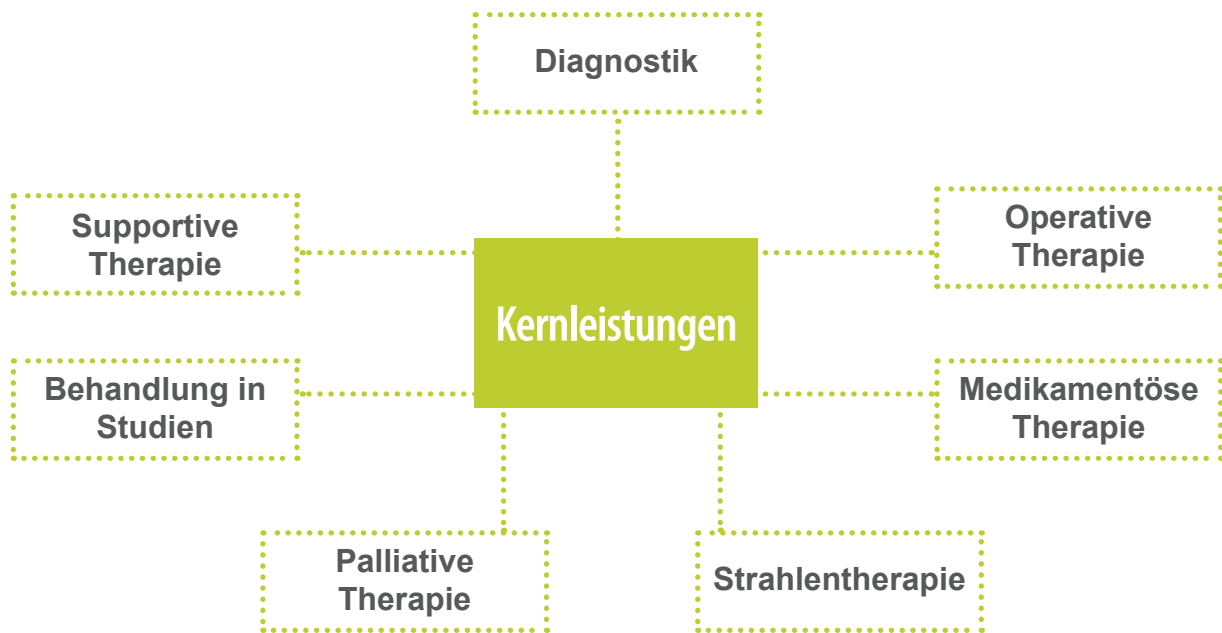 Diagnostik
Supportive
Therapie
Operative
Therapie
Kernleistungen
Behandlung in
Studien
Medikamentöse
Therapie
Palliative
Therapie
Strahlentherapie